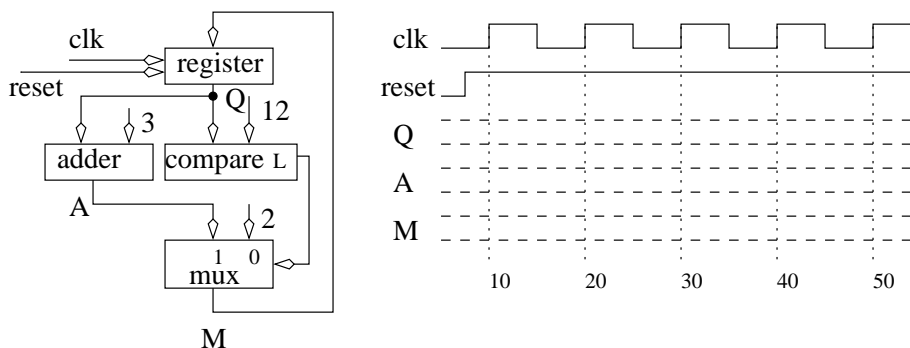 clk
register
reset
Q
12
3
adder
compare L
A
2
1 0
mux
M
clk
reset
Q
A
M
10 20 30 40 50